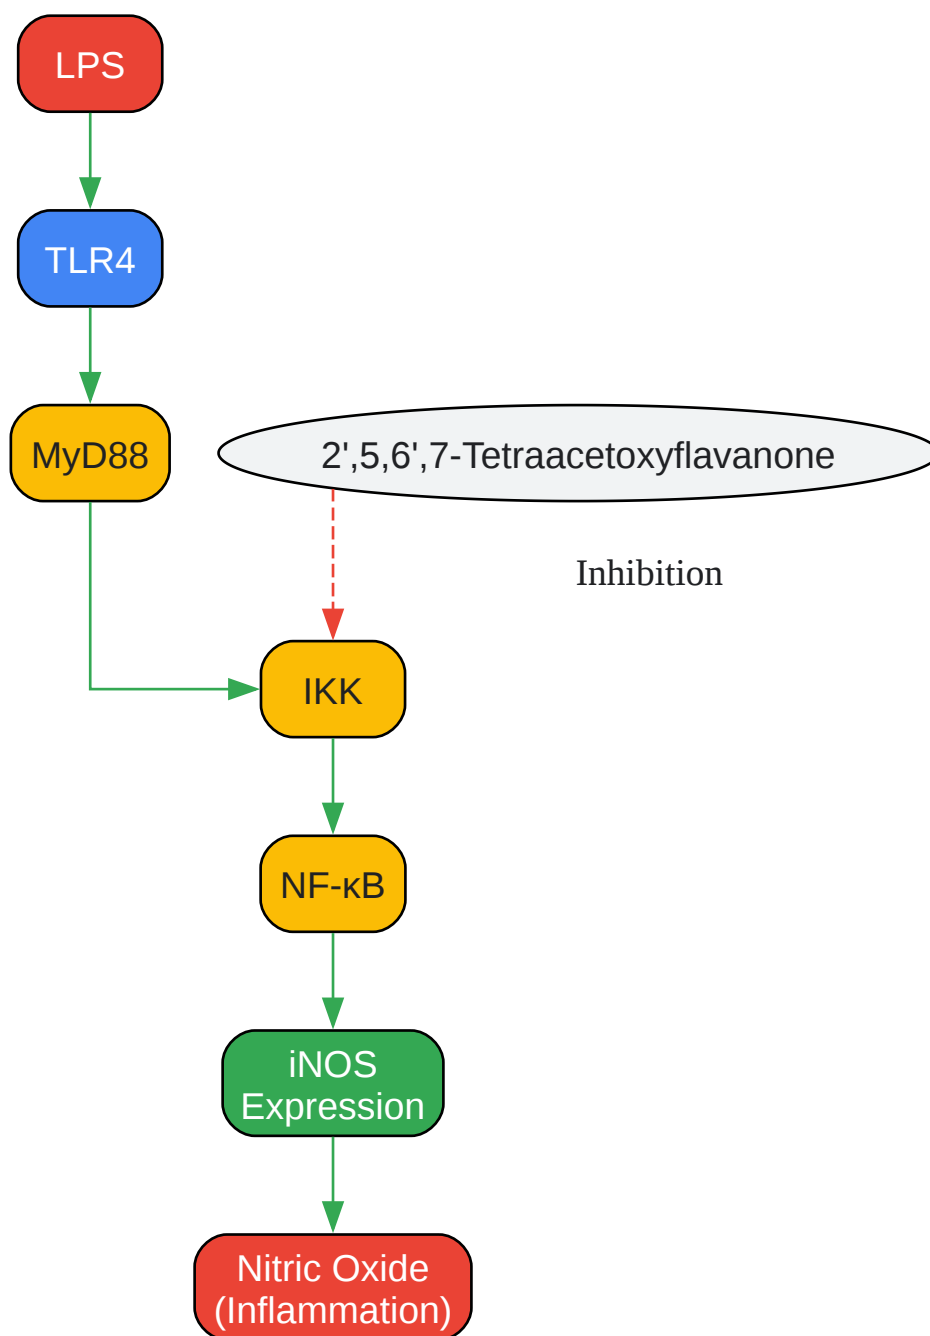 LPS
TLR4
MyD88
2',5,6',7-Tetraacetoxyflavanone
Inhibition
IKK
NF-κB
iNOS
Expression
Nitric Oxide
(Inflammation)